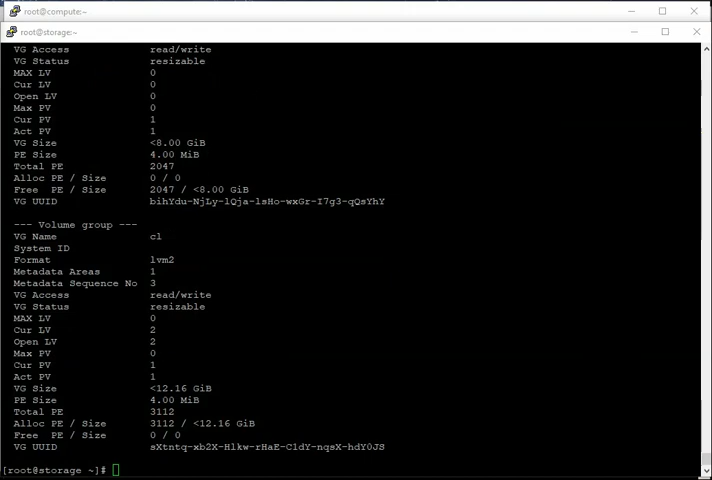 root@compute:~
root@storage:~
VG Access read/write
VG Status resizable
MAX LV 0
Cur LV 0
Open LV 0
Max PV 0
Cur PV 1
Act PV 1
VG Size <8.00 GiB
PE Size 4.00 MiB
Total PE 2047
Alloc PE / Size 0 / 0
Free PE / Size 2047 / <8.00 GiB
VG UUID bihYdu-NjLy-lQja-lsHo-wxGr-I7g3-qQsYhY
--- Volume group ---
VG Name cl
System ID
Format lvm2
Metadata Areas 1
Metadata Sequence No 3
VG Access read/write
VG Status resizable
MAX LV 0
Cur LV 2
Open LV 2
Max PV 0
Cur PV 1
Act PV 1
VG Size <12.16 GiB
PE Size 4.00 MiB
Total PE 3112
Alloc PE / Size 3112 / <12.16 GiB
Free PE / Size 0 / 0
VG UUID sXtntq-xb2X-Hlkw-rHaE-C1dY-nqsX-hdY0JS
[root@storage ~]#